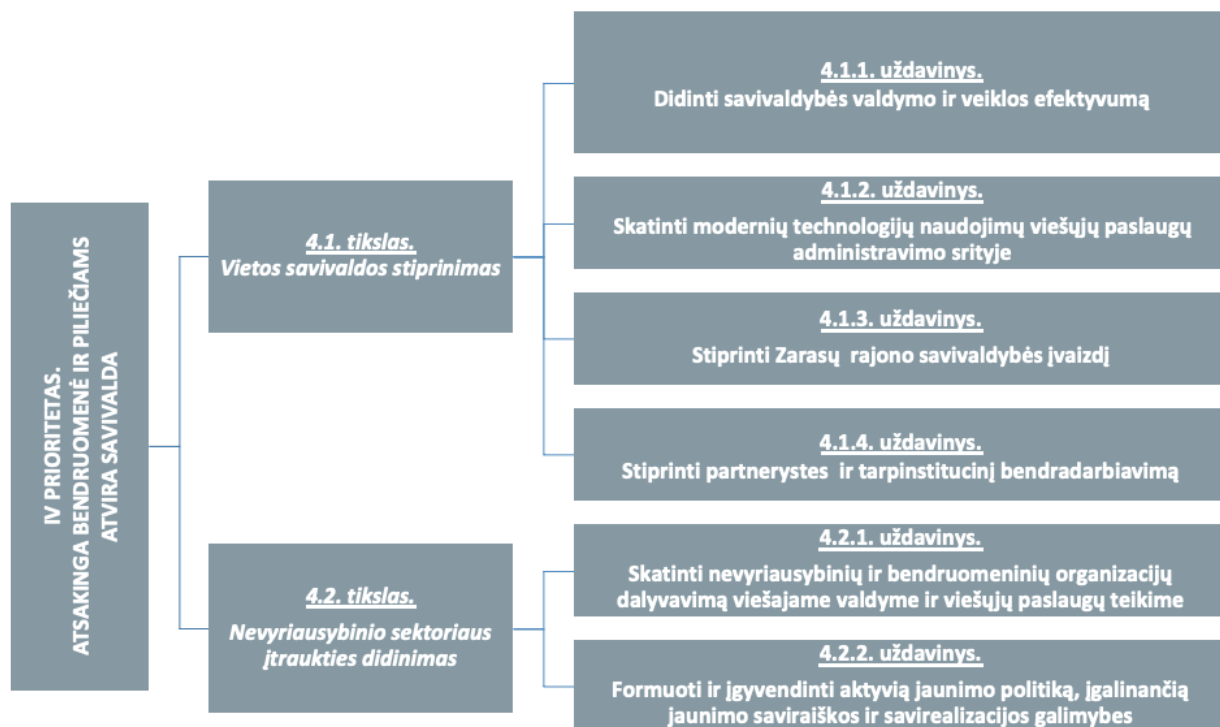 IV PRIORITETAS.
ATSAKINGA BENDRUOMENĖ IR PILIEČIAMS
ATVIRA SAVIVALDA
4.1. tikslas.
Vietos savivaldos stiprinimas
4.1.1. uždavinys.
Didinti savivaldybės valdymo ir veiklos efektyvumą
4.1.2. uždavinys.
Skatinti modernių technologijų naudojimų viešųjų paslaugų
administravimo srityje
4.1.3. uždavinys.
Stiprinti Zarasų rajono savivaldybės įvaizdį
4.1.4. uždavinys.
Stiprinti partnerystes ir tarpinstitucinį bendradarbiavimą
4.2. tikslas.
Nevyriausybinio sektoriaus
įtraukties didinimas
4.2.1. uždavinys.
Skatinti nevyriausybinių ir bendruomeninių organizacijų
dalyvavimą viešajame valdyme ir viešųjų paslaugų teikime
4.2.2. uždavinys.
Formuoti ir įgyvendinti aktyvią jaunimo politiką, įgalinančią
jaunimo saviraiškos ir savirealizacijos galimybes